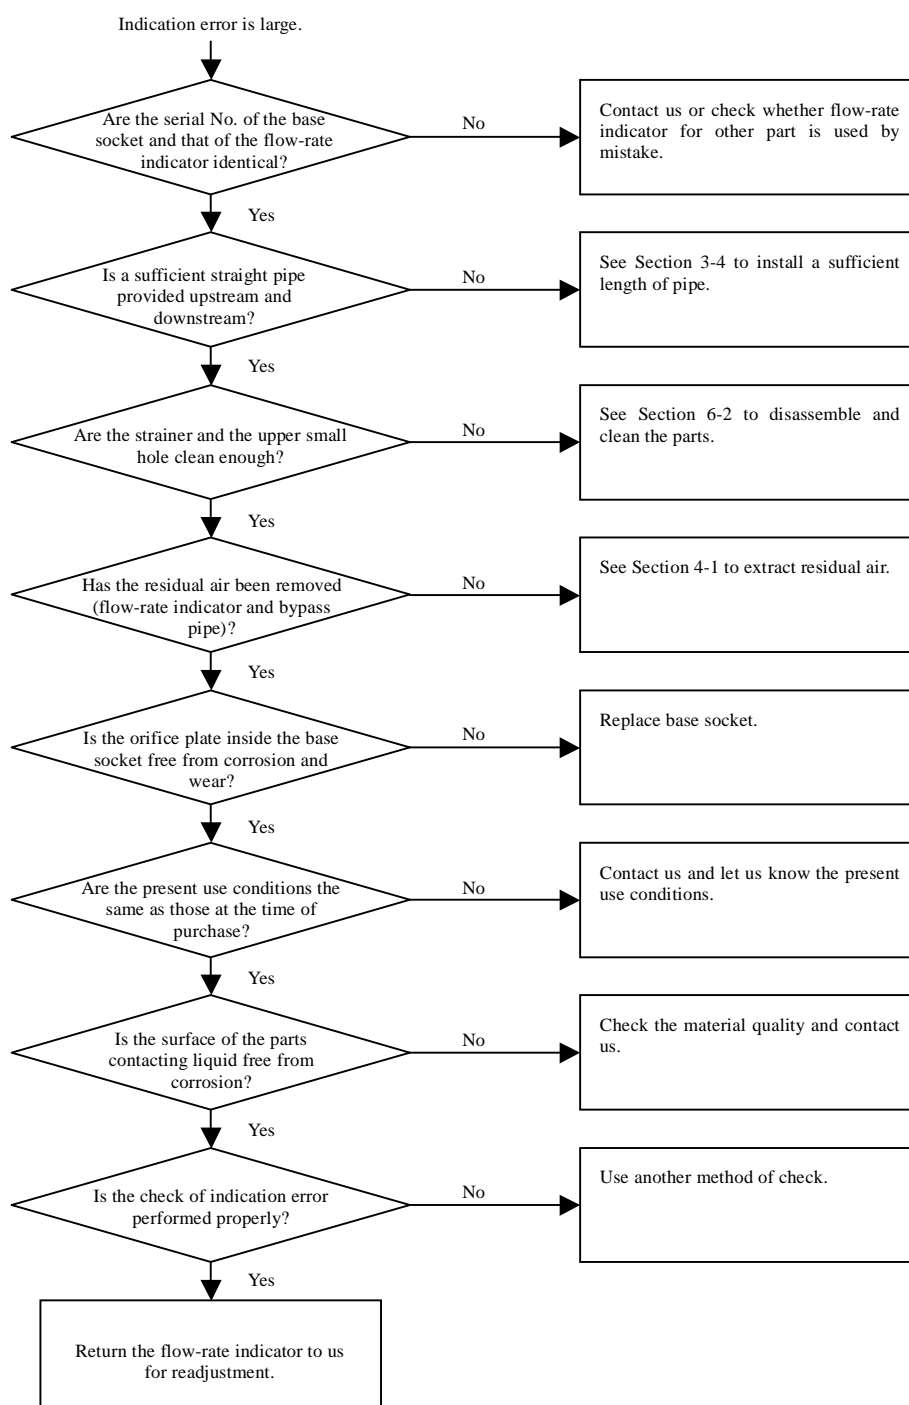 Indication error is large.
Are the serial No. of the base
socket and that of the flow-rate
indicator identical?
No
Contact us or check whether flow-rate
indicator for other part is used by
mistake.
Yes
Is a sufficient straight pipe
provided upstream and
downstream?
No
See Section 3-4 to install a sufficient
length of pipe.
Yes
Are the strainer and the upper small
hole clean enough?
No
See Section 6-2 to disassemble and
clean the parts.
Yes
Has the residual air been removed
(flow-rate indicator and bypass
pipe)?
No
See Section 4-1 to extract residual air.
Yes
Is the orifice plate inside the base
socket free from corrosion and
wear?
No
Replace base socket.
Yes
Are the present use conditions the
same as those at the time of
purchase?
No
Contact us and let us know the present
use conditions.
Yes
Is the surface of the parts
contacting liquid free from
corrosion?
No
Check the material quality and contact
us.
Yes
Is the check of indication error
performed properly?
No
Use another method of check.
Yes
Return the flow-rate indicator to us
for readjustment.